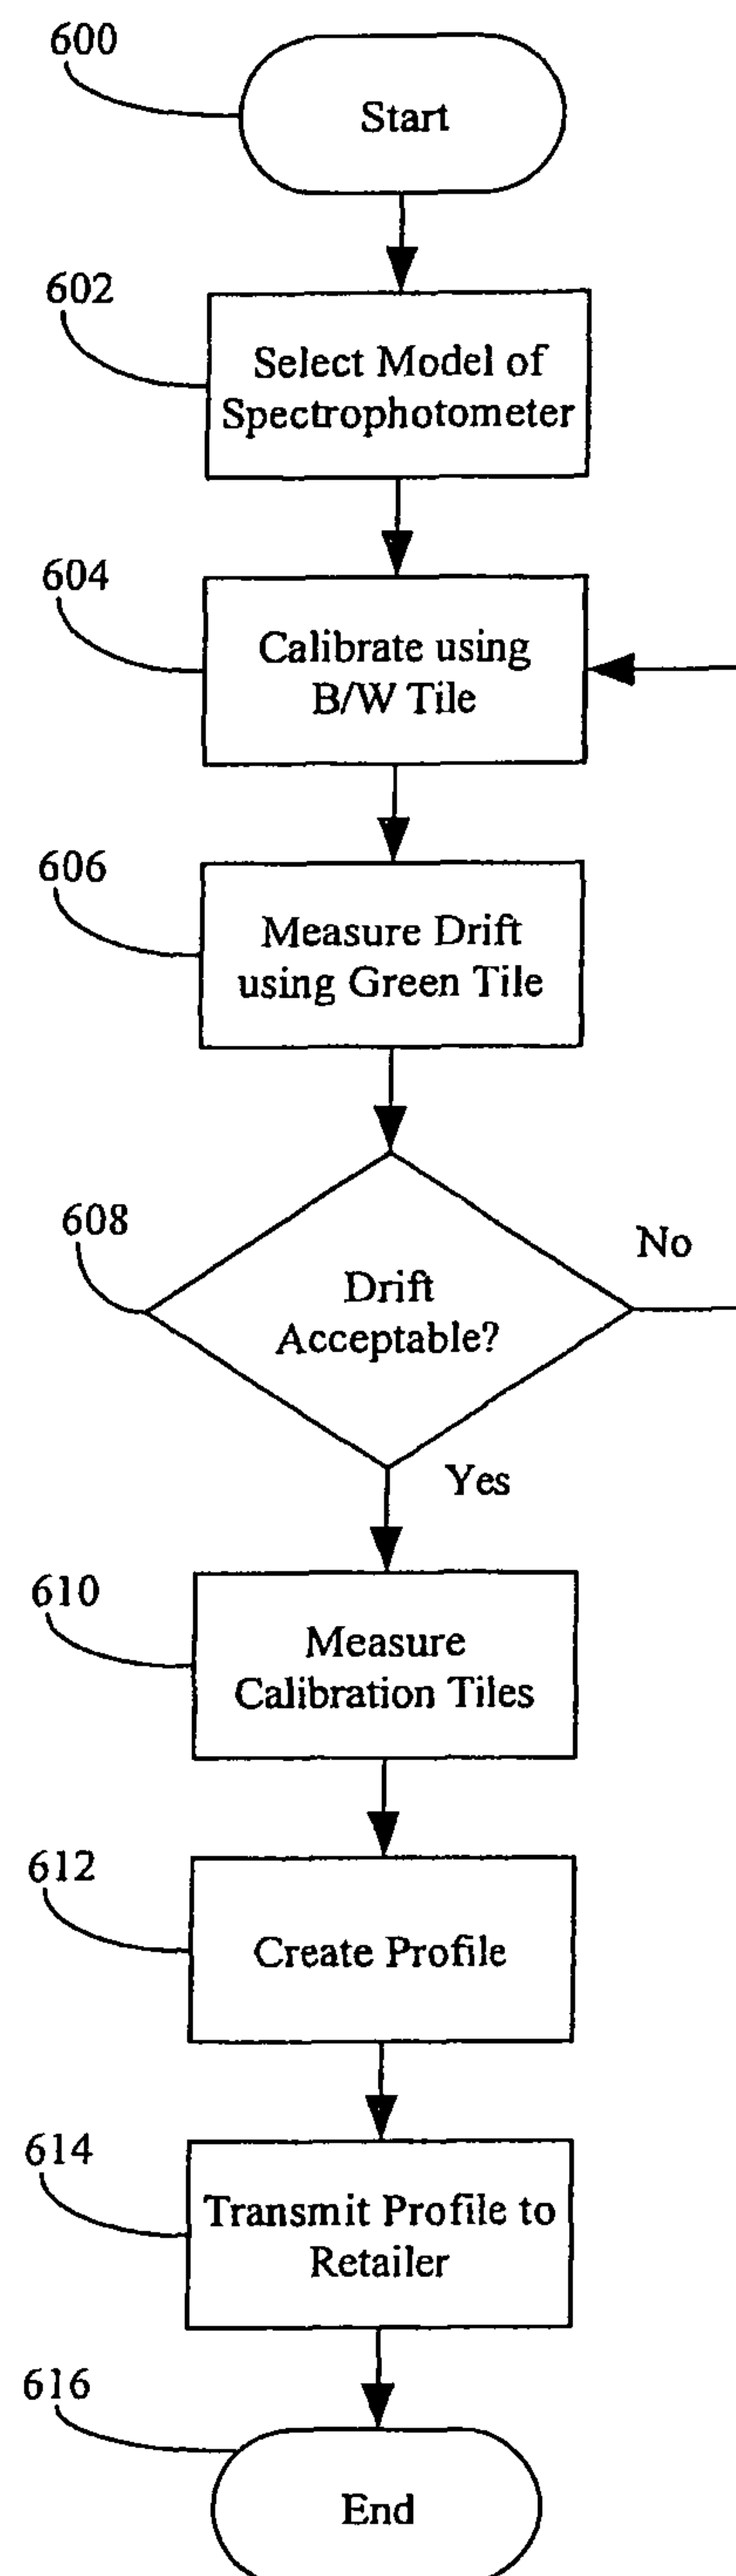 600
Start
602
Select Model of
Spectrophotometer
604
Calibrate using
B/W Tile
606
Measure Drift
using Green Tile
608
Drift
Acceptable?
No
Yes
610
Measure
Calibration Tiles
612
Create Profile
614
Transmit Profile to
Retailer
616
End